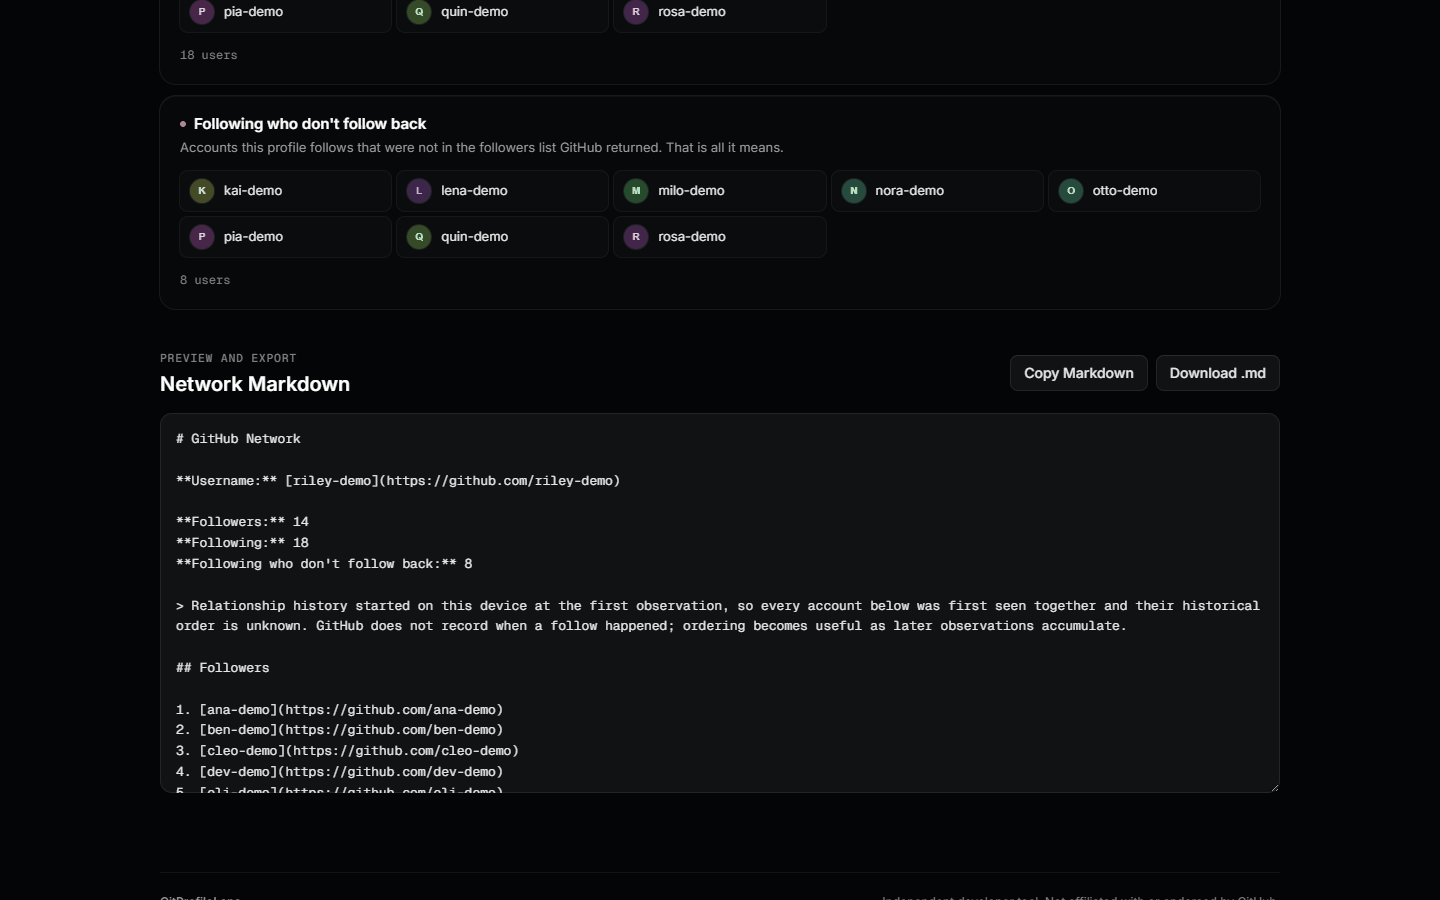 P pia-demo
Q quin-demo
R rosa-demo
18 users
Following who don't follow back
Accounts this profile follows that were not in the followers list GitHub returned. That is all it means.
K kai-demo
L lena-demo
M milo-demo
N nora-demo
O otto-demo
P pia-demo
Q quin-demo
R rosa-demo
8 users
PREVIEW AND EXPORT
Network Markdown
Copy Markdown
Download .md
# GitHub Network
**Username:** [riley-demo](https://github.com/riley-demo)
**Followers:** 14
**Following:** 18
**Following who don't follow back:** 8
> Relationship history started on this device at the first observation, so every account below was first seen together and their historical
order is unknown. GitHub does not record when a follow happened; ordering becomes useful as later observations accumulate.
## Followers
1. [ana-demo](https://github.com/ana-demo)
2. [ben-demo](https://github.com/ben-demo)
3. [cleo-demo](https://github.com/cleo-demo)
4. [dev-demo](https://github.com/dev-demo)